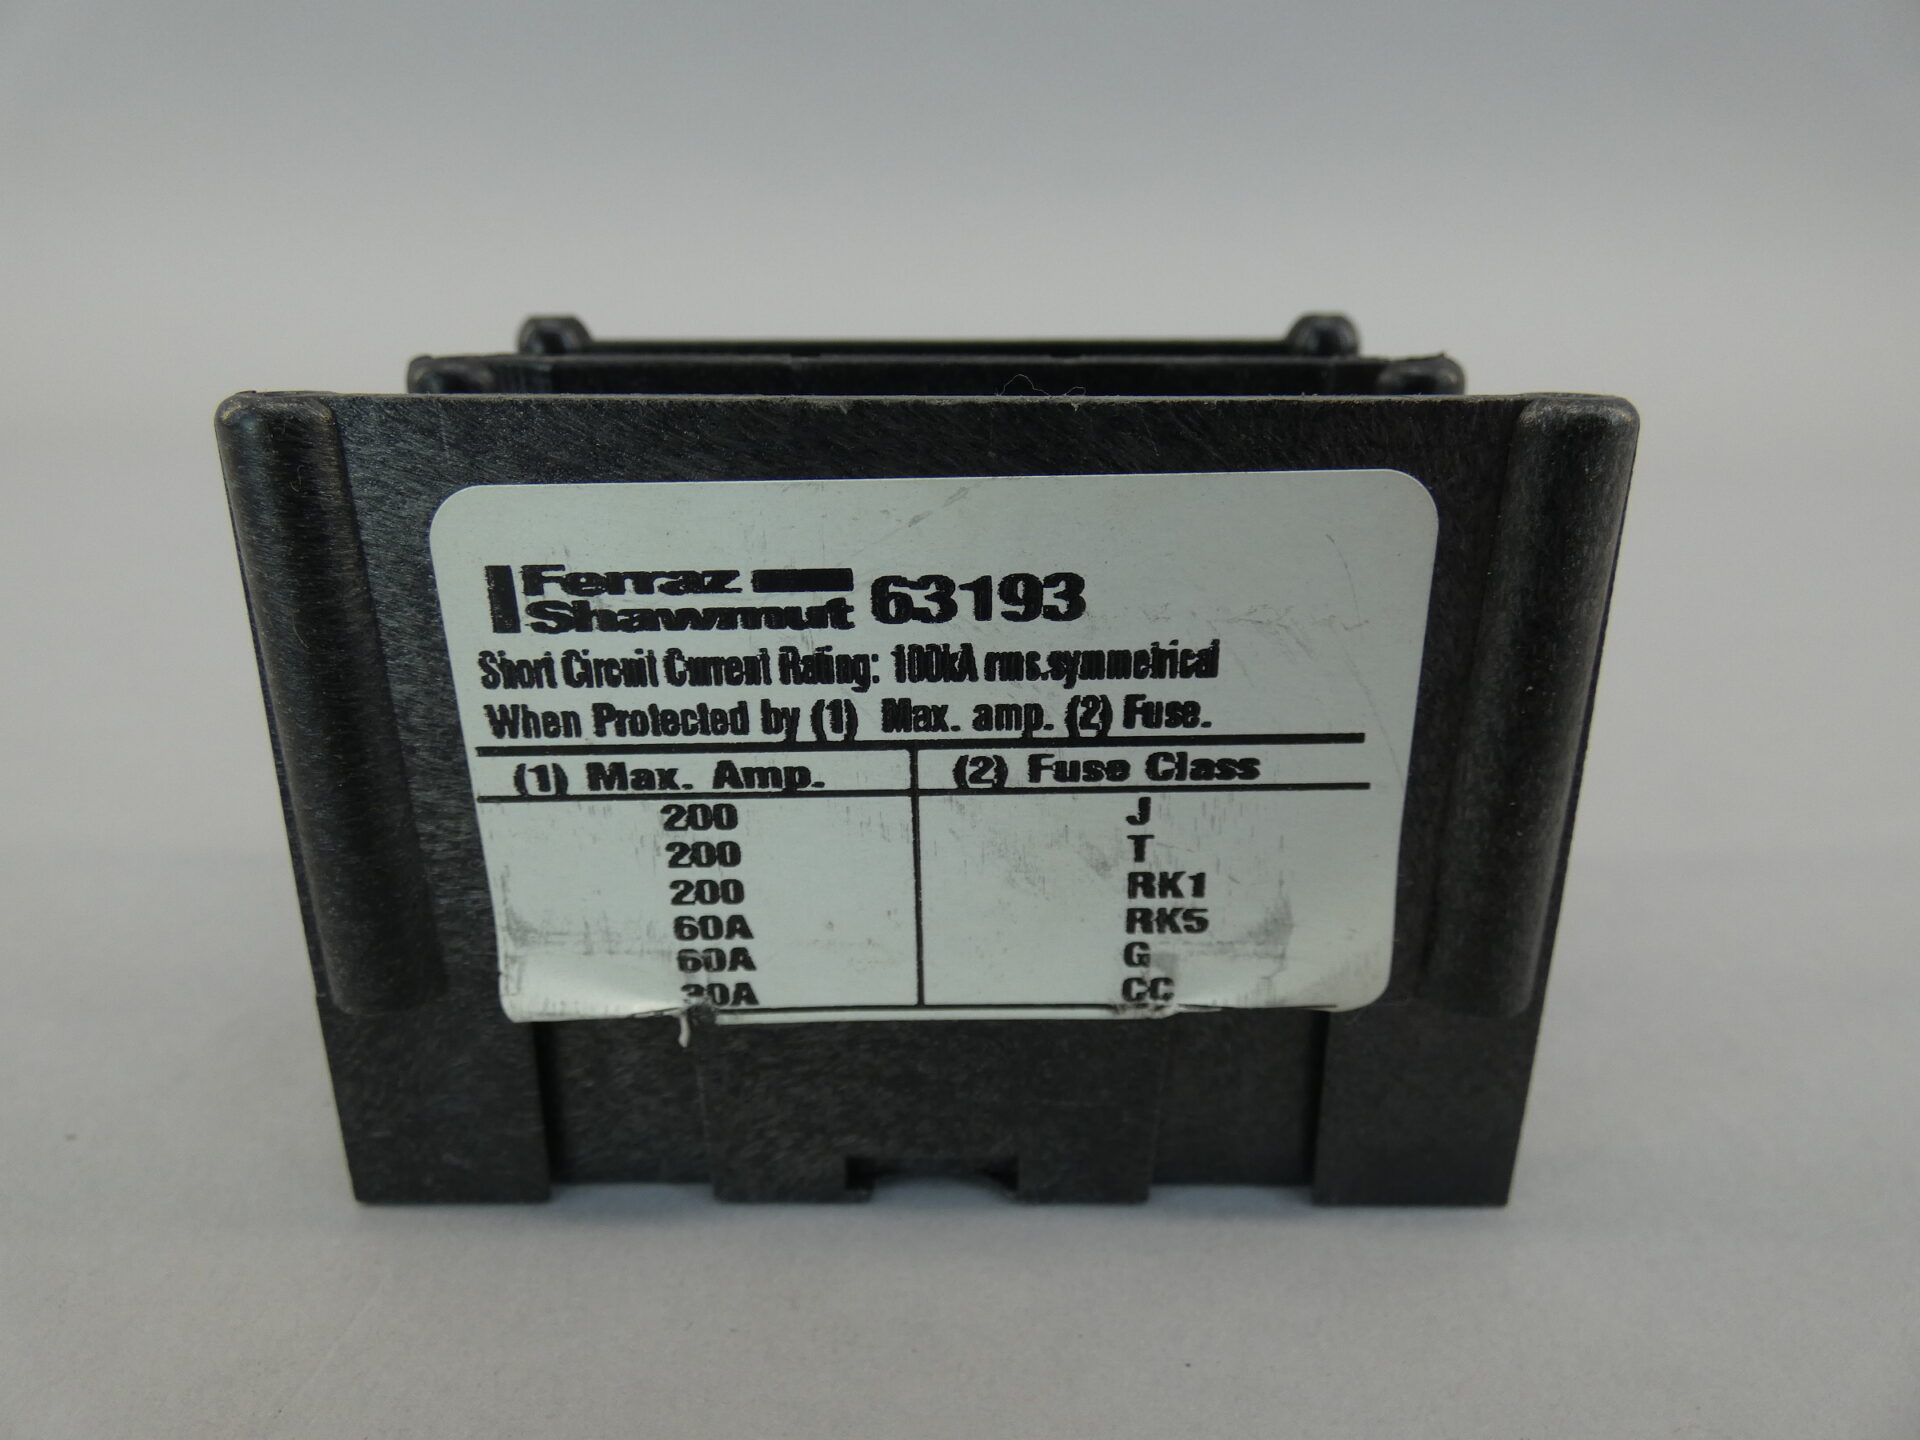 Ferraz
Shawmut 63193
Short Circuit Current Rating: 100kA rms.symmetrical
When Protected by (1) Max. amp. (2) Fuse.
(1) Max. Amp. (2) Fuse Class
200 J
200 T
200 RK1
60A RK5
60A G
30A CC